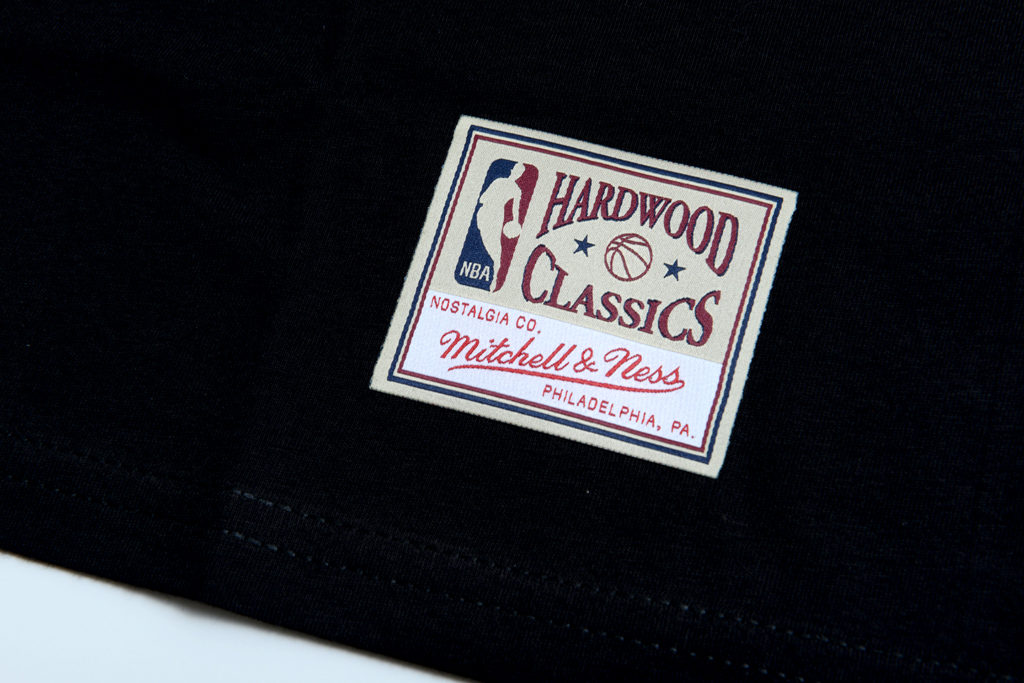 NBA
HARDWOOD
CLASSICS
NOSTALGIA CO.
Mitchell & Ness
PHILADELPHIA, PA.